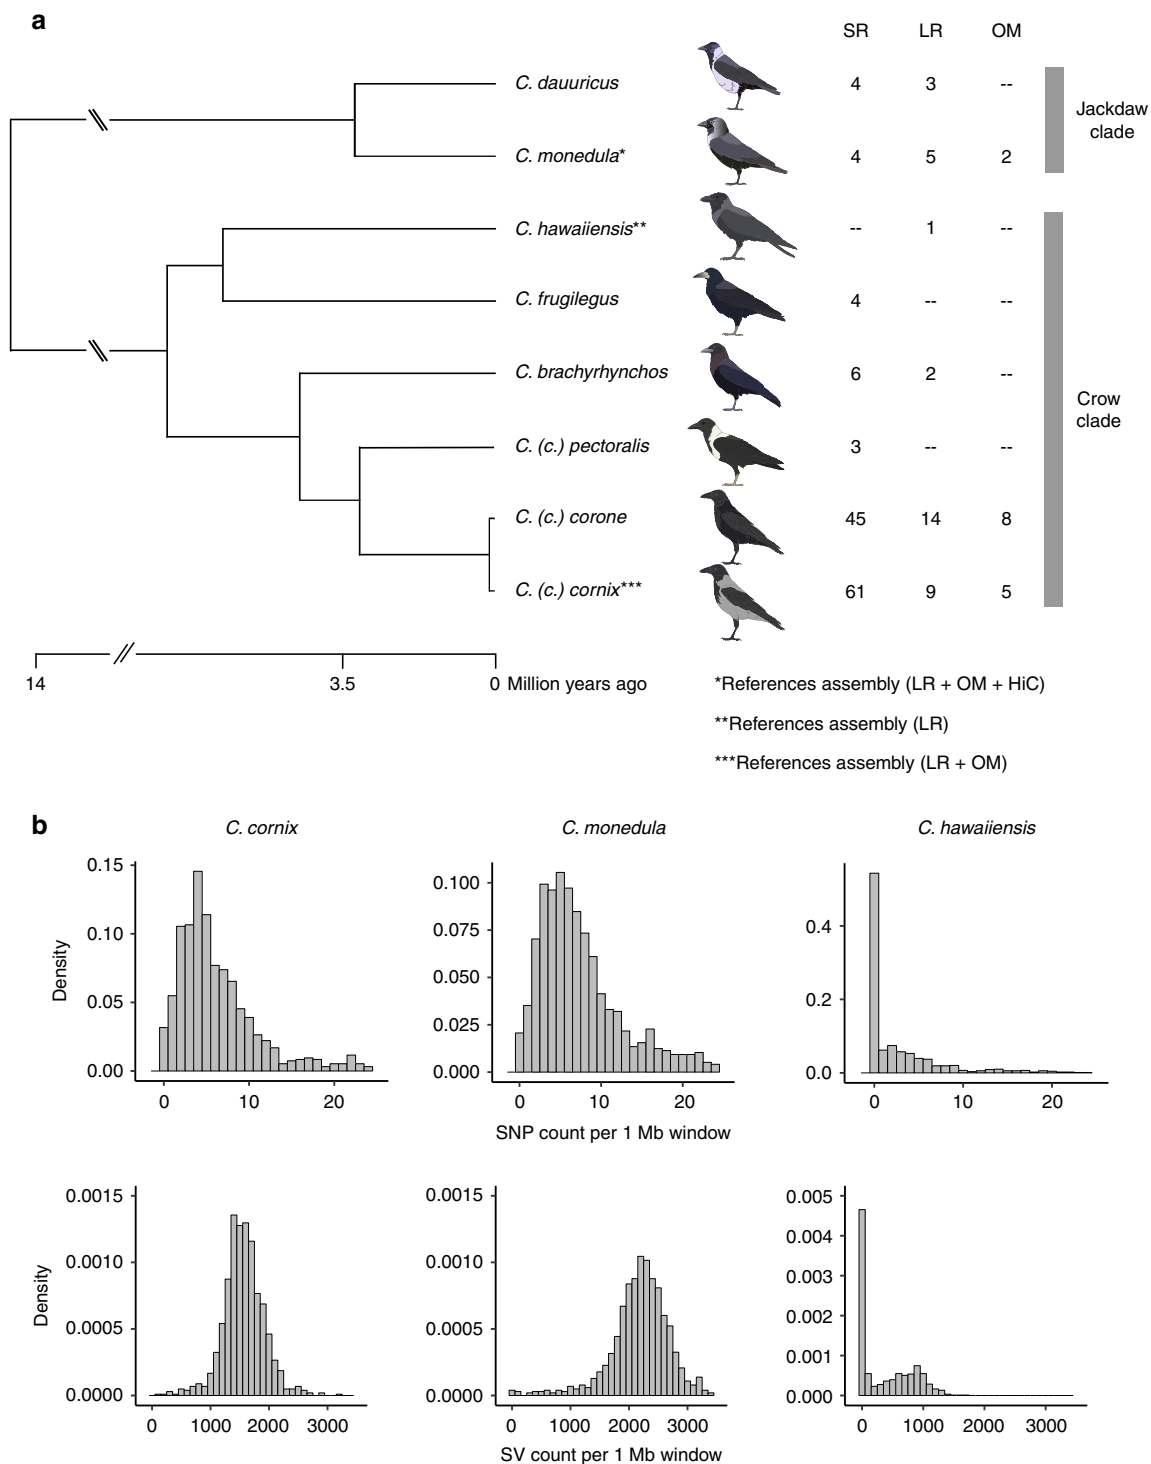 a
SR LR OM
C. dauuricus 4 3 --
Jackdaw
clade
C. monedula* 4 5 2
C. hawaiiensis** -- 1 --
C. frugilegus 4 -- --
C. brachyrhynchos 6 2 --
Crow
clade
C. (c.) pectoralis 3 -- --
C. (c.) corone 45 14 8
C. (c.) cornix*** 61 9 5
14 3.5 0 Million years ago
*References assembly (LR + OM + HiC)
**References assembly (LR)
***References assembly (LR + OM)
b
C. cornix C. monedula C. hawaiiensis
Density
0.15
0.10
0.05
0.00
0 10 20
0.100
0.075
0.050
0.025
0.000
0 10 20
0.4
0.2
0.0
0 10 20
SNP count per 1 Mb window
Density
0.0015
0.0010
0.0005
0.0000
0 1000 2000 3000
0.0015
0.0010
0.0005
0.0000
0 1000 2000 3000
0.005
0.004
0.003
0.002
0.001
0.000
0 1000 2000 3000
SV count per 1 Mb window